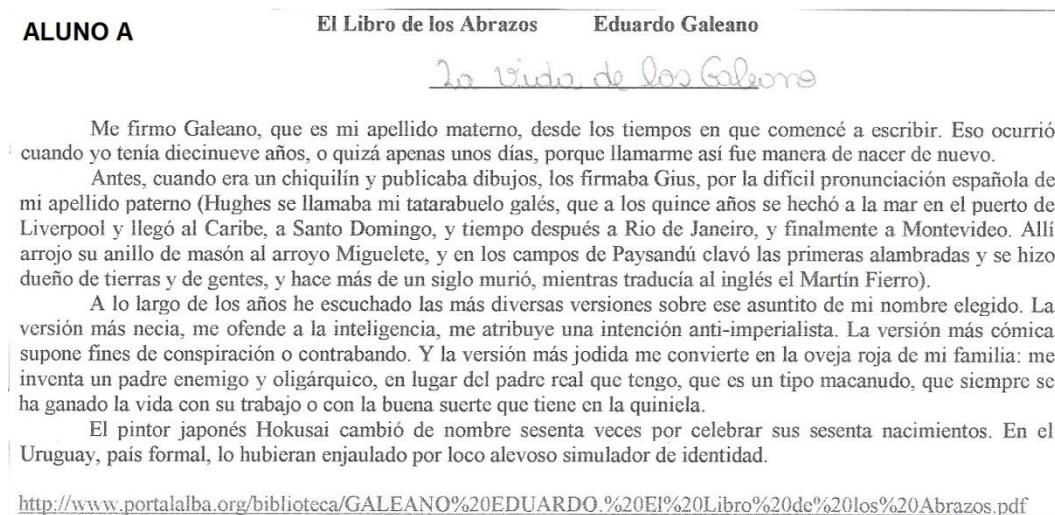 ALUNO A
El Libro de los Abrazos Eduardo Galeano
La Vida de los Galeano
Me firmo Galeano, que es mi apellido materno, desde los tiempos en que comencé a escribir. Eso ocurrió
cuando yo tenía diecinueve años, o quizá apenas unos días, porque llamarme así fue manera de nacer de nuevo.
Antes, cuando era un chiquilín y publicaba dibujos, los firmaba Gius, por la difícil pronunciación española de
mi apellido paterno (Hughes se llamaba mi tatarabuelo galés, que a los quince años se hechó a la mar en el puerto de
Liverpool y llegó al Caribe, a Santo Domingo, y tiempo después a Rio de Janeiro, y finalmente a Montevideo. Allí
arrojo su anillo de masón al arroyo Miguelete, y en los campos de Paysandú clavó las primeras alambradas y se hizo
dueño de tierras y de gentes, y hace más de un siglo murió, mientras traducía al inglés el Martín Fierro).
A lo largo de los años he escuchado las más diversas versiones sobre ese asuntito de mi nombre elegido. La
versión más necia, me ofende a la inteligencia, me atribuye una intención anti-imperialista. La versión más cómica
supone fines de conspiración o contrabando. Y la versión más jodida me convierte en la oveja roja de mi familia: me
inventa un padre enemigo y oligárquico, en lugar del padre real que tengo, que es un tipo macanudo, que siempre se
ha ganado la vida con su trabajo o con la buena suerte que tiene en la quiniela.
El pintor japonés Hokusai cambió de nombre sesenta veces por celebrar sus sesenta nacimientos. En el
Uruguay, país formal, lo hubieran enjaulado por loco alevoso simulador de identidad.
http://www.portalalba.org/biblioteca/GALEANO%20EDUARDO.%20El%20Libro%20de%20los%20Abrazos.pdf